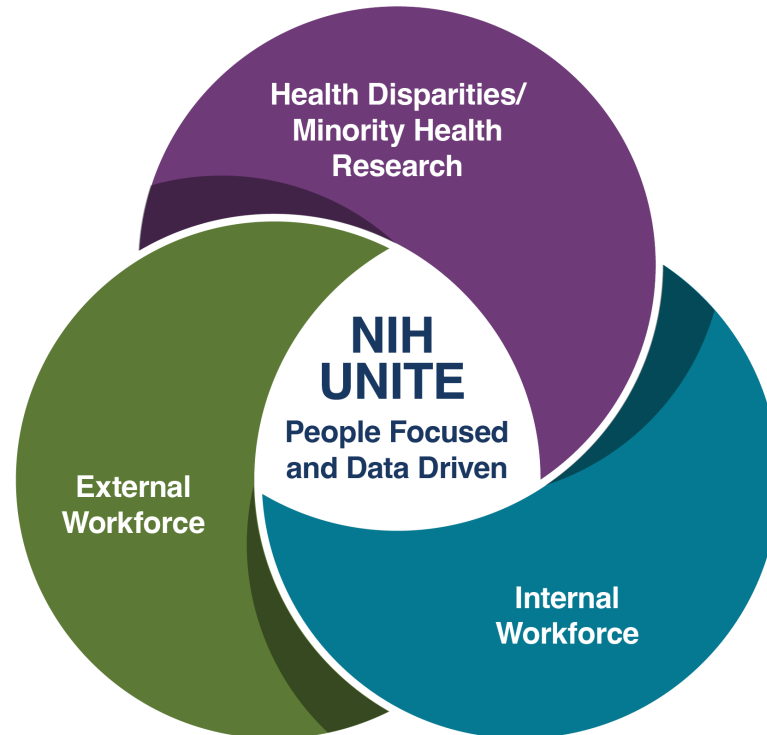 Health Disparities/
Minority Health
Research
NIH
UNITE
People Focused
and Data Driven
External
Workforce
Internal
Workforce